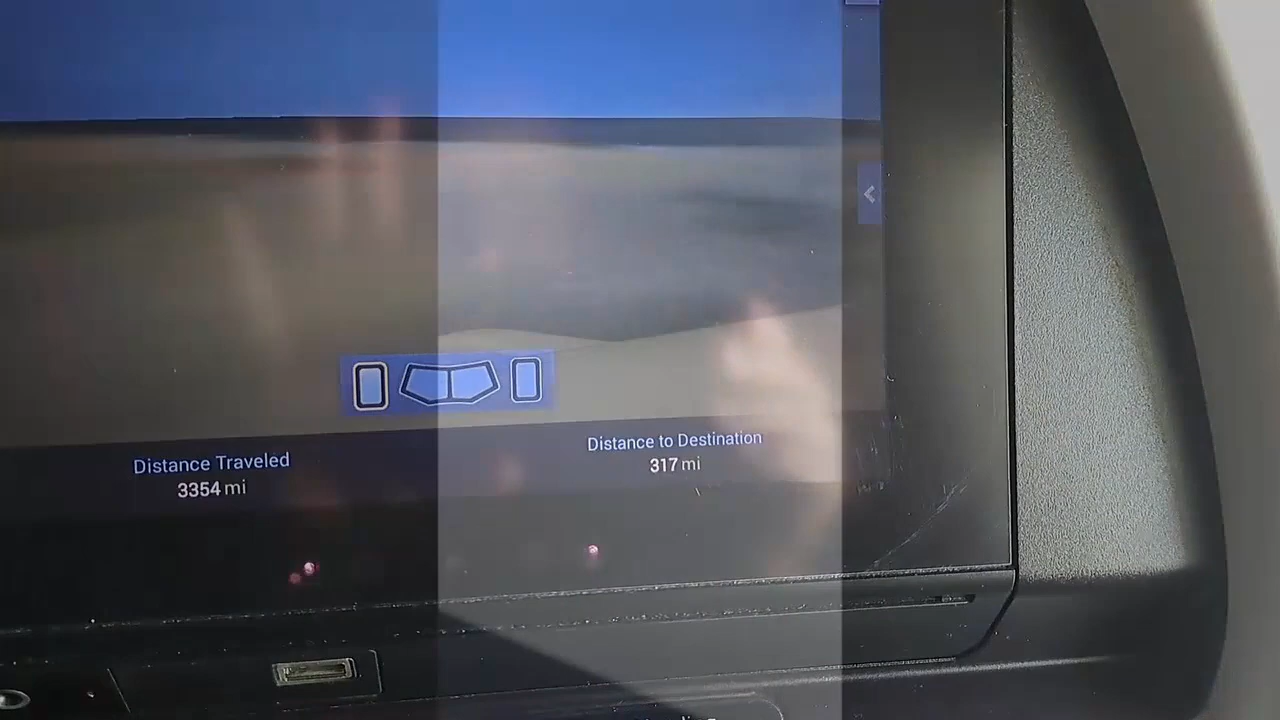 Distance Traveled
3354 mi
Distance to Destination
317 mi